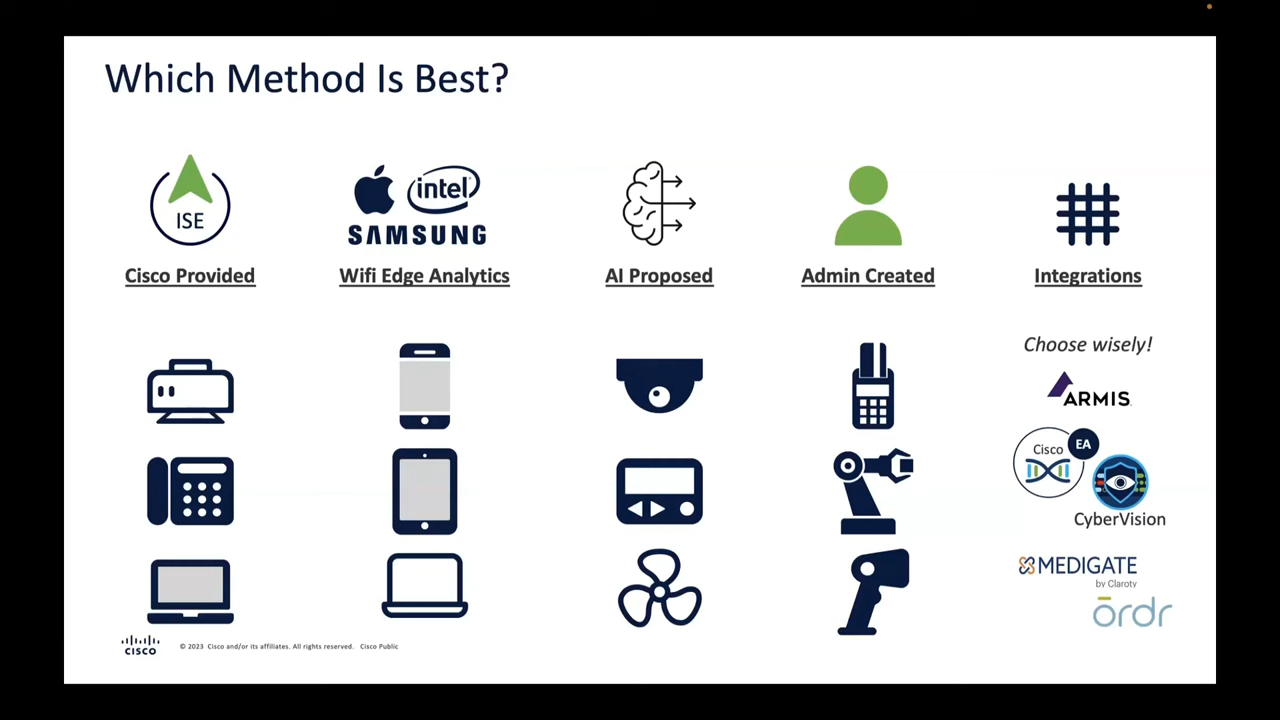 Which Method Is Best?
ISE
intel
SAMSUNG
Cisco Provided
Wifi Edge Analytics
AI Proposed
Admin Created
Integrations
Choose wisely!
ARMIS
Cisco
EA
CyberVision
MEDIGATE
by Claroty
ordr
CISCO
© 2023 Cisco and/or its affiliates. All rights reserved. Cisco Public